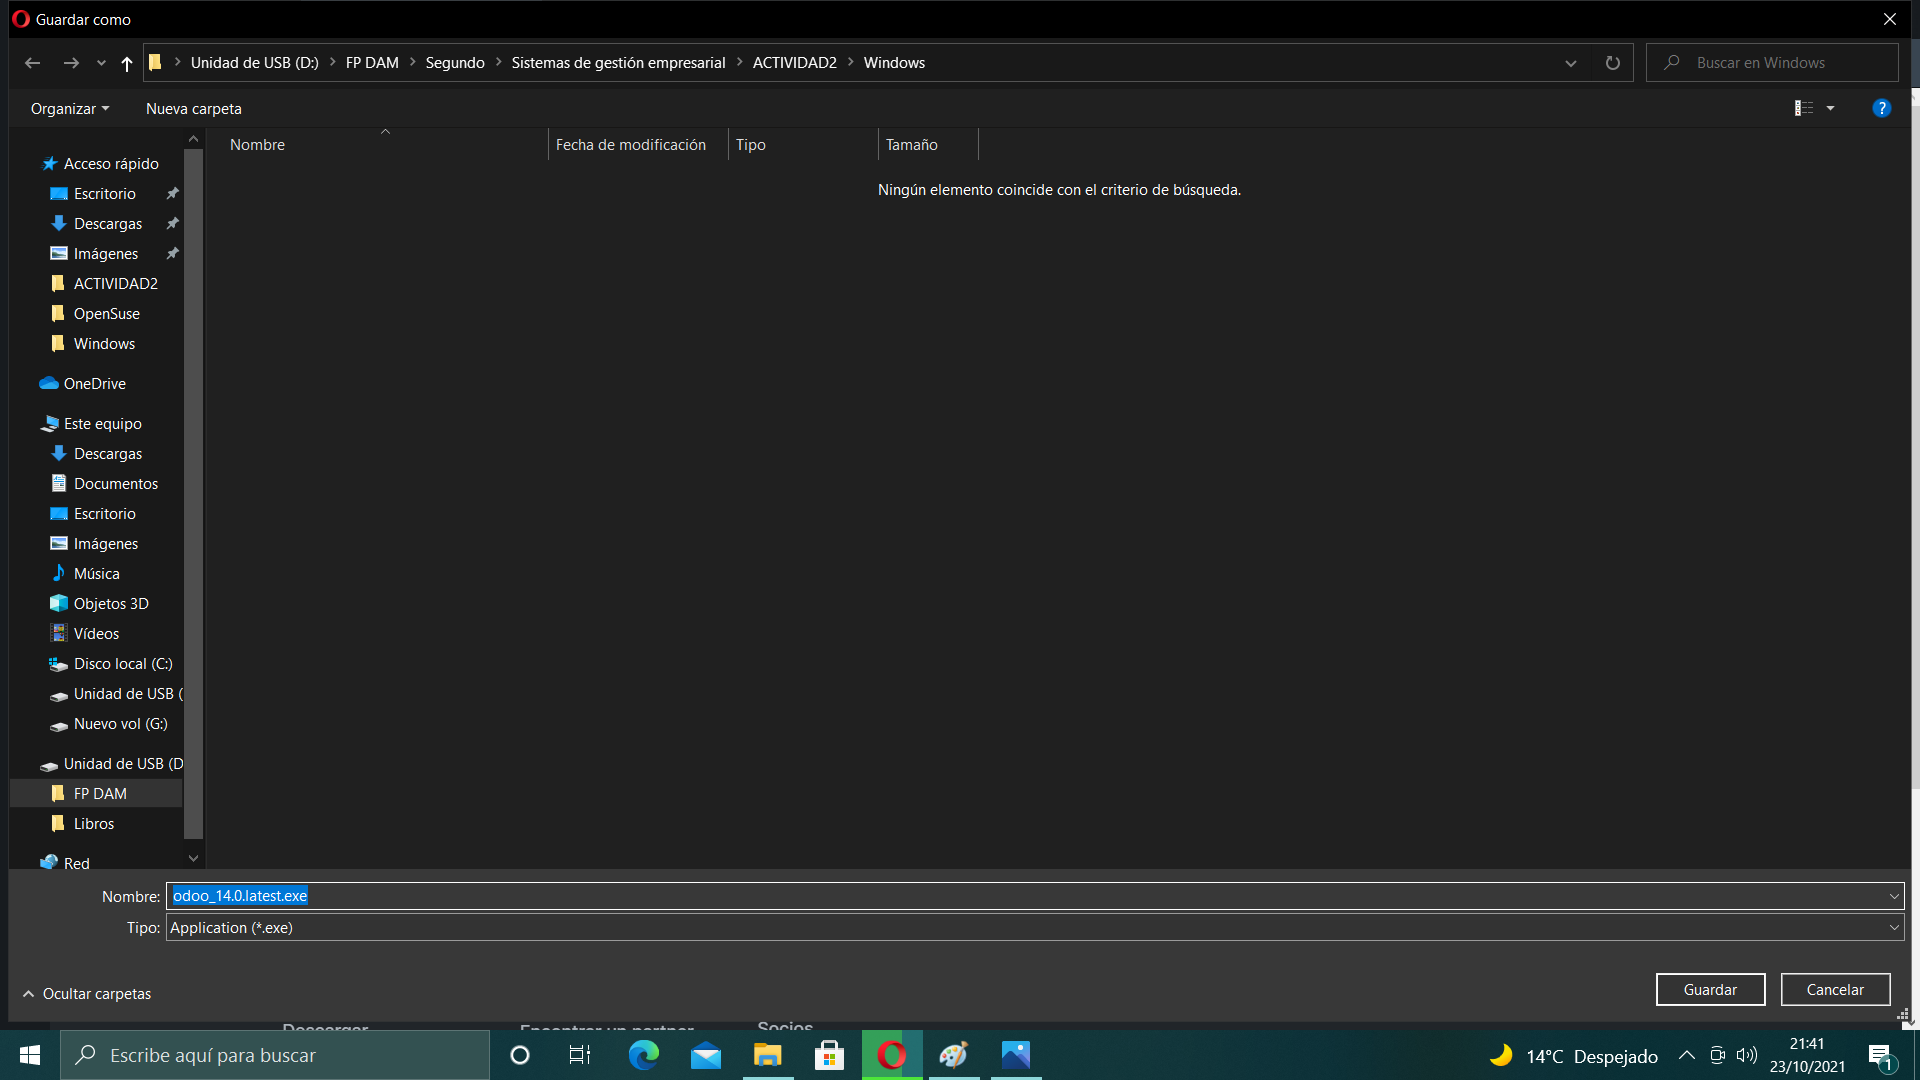 Guardar como
Unidad de USB (D:) > FP DAM > Segundo > Sistemas de gestión empresarial > ACTIVIDAD2 > Windows
Buscar en Windows
Organizar
Nueva carpeta
Nombre
Fecha de modificación
Tipo
Tamaño
Ningún elemento coincide con el criterio de búsqueda.
Acceso rápido
Escritorio
Descargas
Imágenes
ACTIVIDAD2
OpenSuse
Windows
OneDrive
Este equipo
Descargas
Documentos
Escritorio
Imágenes
Música
Objetos 3D
Vídeos
Disco local (C:)
Unidad de USB (
Nuevo vol (G:)
Unidad de USB (D
FP DAM
Libros
Red
Nombre: odoo_14.0.latest.exe
Tipo: Application (*.exe)
Ocultar carpetas
Guardar
Cancelar
Descargar
Encontrar un partner
Socios
Escribe aquí para buscar
14°C Despejado
21:41
23/10/2021
1